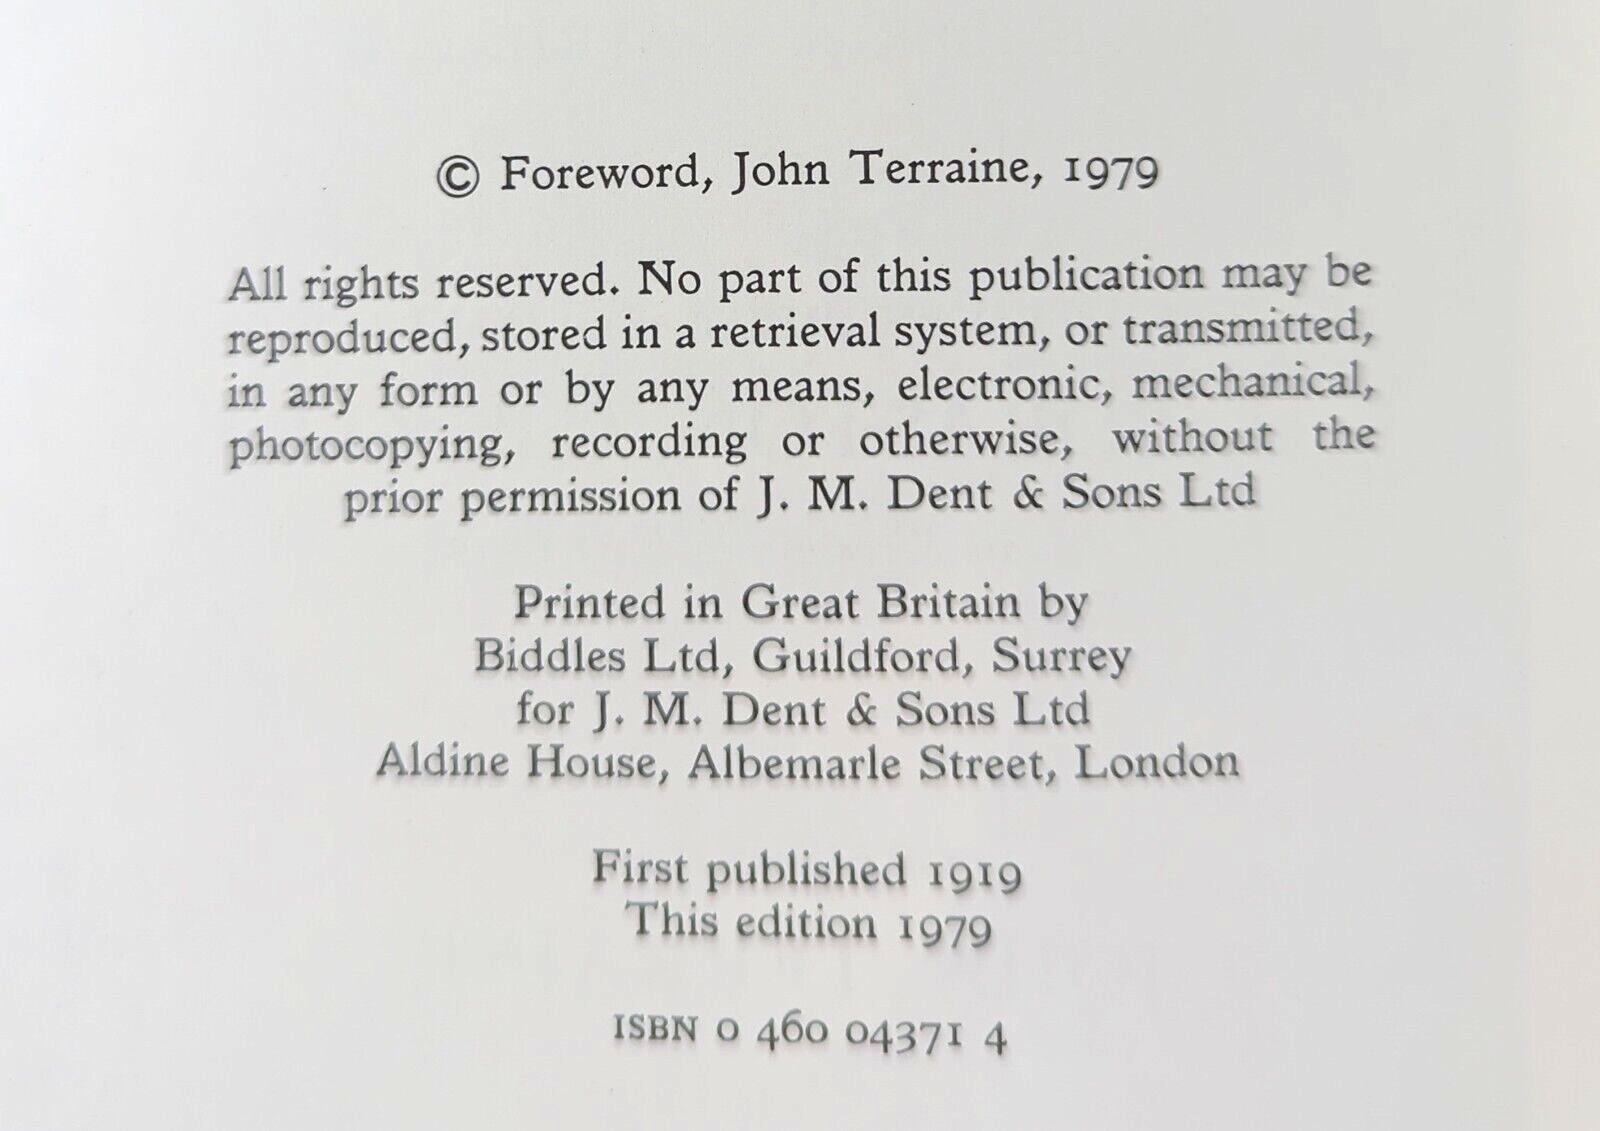 © Foreword, John Terraine, 1979
All rights reserved. No part of this publication may be
reproduced, stored in a retrieval system, or transmitted,
in any form or by any means, electronic, mechanical,
photocopying, recording or otherwise, without the
prior permission of J. M. Dent & Sons Ltd
Printed in Great Britain by
Biddles Ltd, Guildford, Surrey
for J. M. Dent & Sons Ltd
Aldine House, Albemarle Street, London
First published 1919
This edition 1979
ISBN 0 460 04371 4